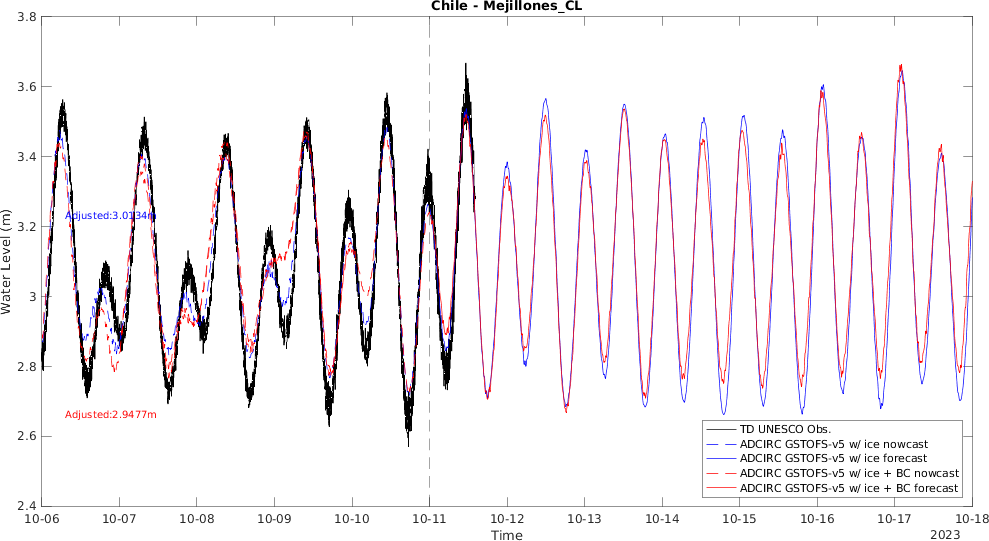 Chile - Mejillones_CL
3.8
3.6
3.4
3.2
3
2.8
2.6
2.4
Water Level (m)
Adjusted:3.0134m
Adjusted:2.9477m
TD UNESCO Obs.
ADCIRC GSTOFS-v5 w/ ice nowcast
ADCIRC GSTOFS-v5 w/ ice forecast
ADCIRC GSTOFS-v5 w/ ice + BC nowcast
ADCIRC GSTOFS-v5 w/ ice + BC forecast
10-06 10-07 10-08 10-09 10-10 10-11 10-12 10-13 10-14 10-15 10-16 10-17 10-18
Time
2023